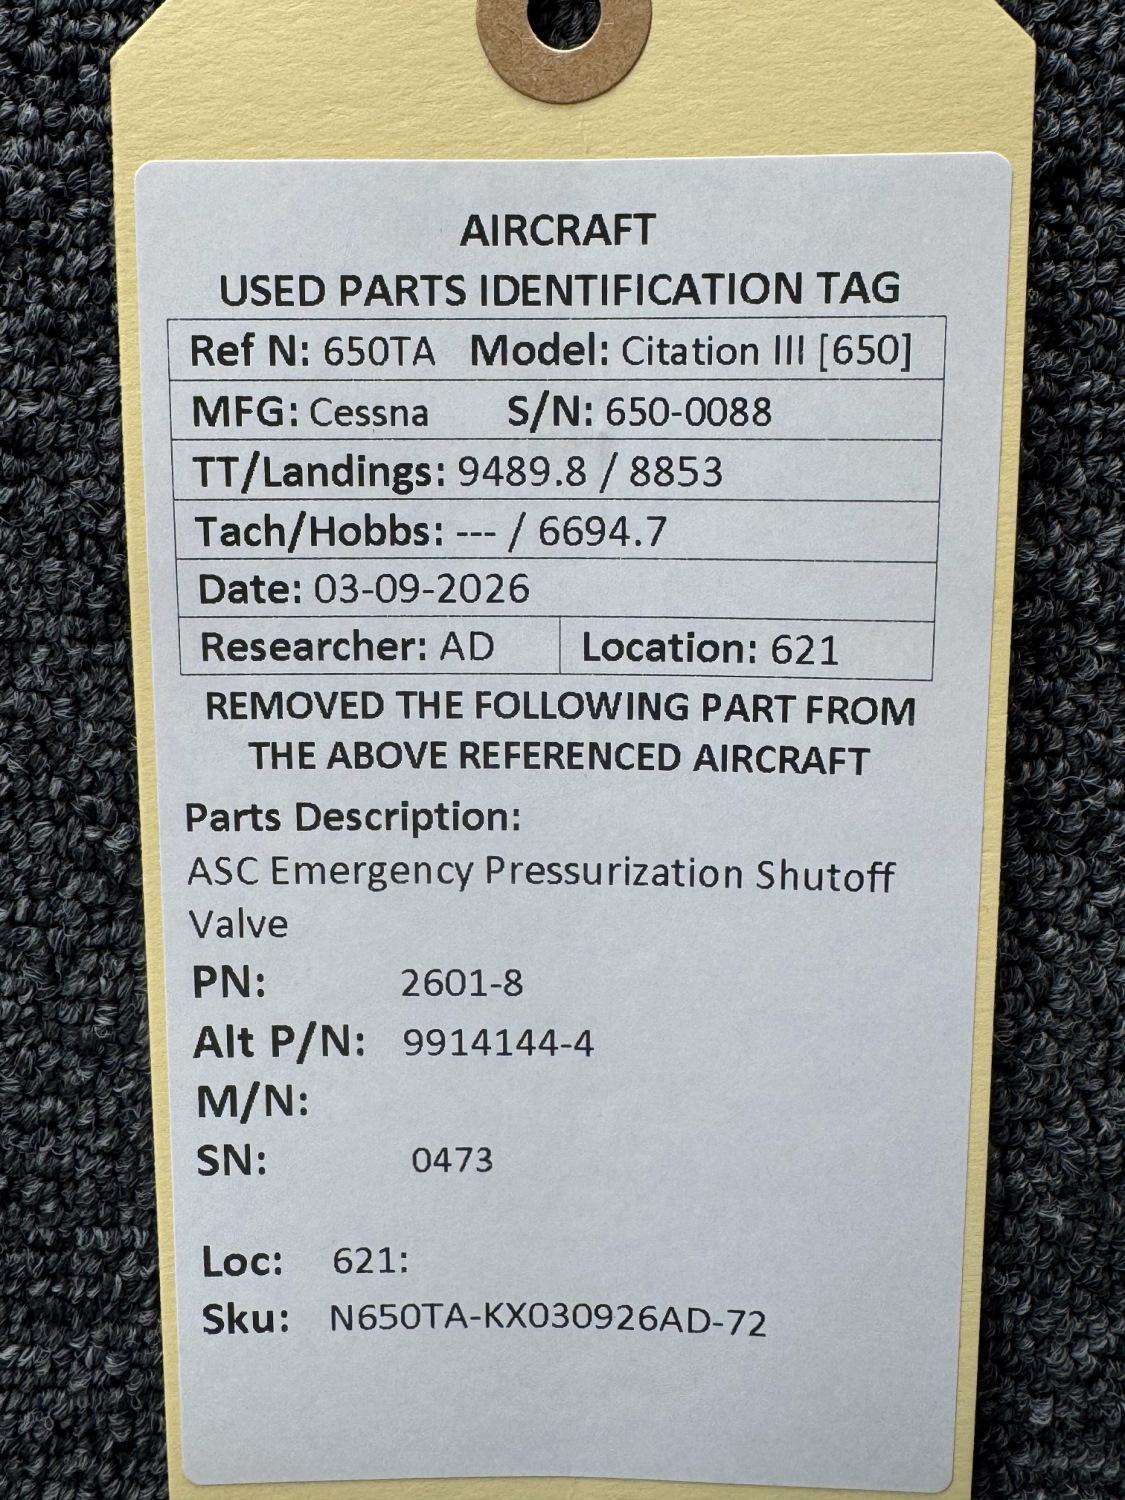 AIRCRAFT
USED PARTS IDENTIFICATION TAG
Ref N: 650TA Model: Citation III [650]
MFG: Cessna S/N: 650-0088
TT/Landings: 9489.8 / 8853
Tach/Hobbs: --- / 6694.7
Date: 03-09-2026
Researcher: AD Location: 621
REMOVED THE FOLLOWING PART FROM
THE ABOVE REFERENCED AIRCRAFT
Parts Description:
ASC Emergency Pressurization Shutoff
Valve
PN: 2601-8
Alt P/N: 9914144-4
M/N:
SN: 0473
Loc: 621:
Sku: N650TA-KX030926AD-72